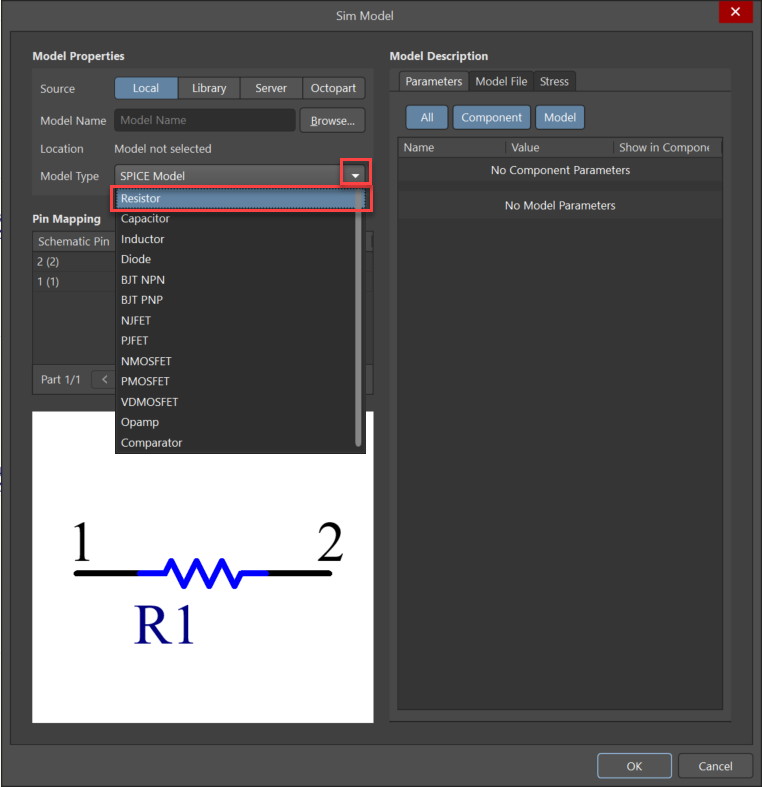 Sim Model
Model Properties
Source Local Library Server Octopart
Model Name Model Name Browse...
Location Model not selected
Model Type SPICE Model
Resistor
Capacitor
Inductor
Diode
BJT NPN
BJT PNP
NJFET
PJFET
NMOSFET
PMOSFET
VDMOSFET
Opamp
Comparator
Pin Mapping
Schematic Pin
2 (2)
1 (1)
Part 1/1 <
1 2
R1
Model Description
Parameters Model File Stress
All Component Model
Name Value Show in Compone
No Component Parameters
No Model Parameters
OK Cancel